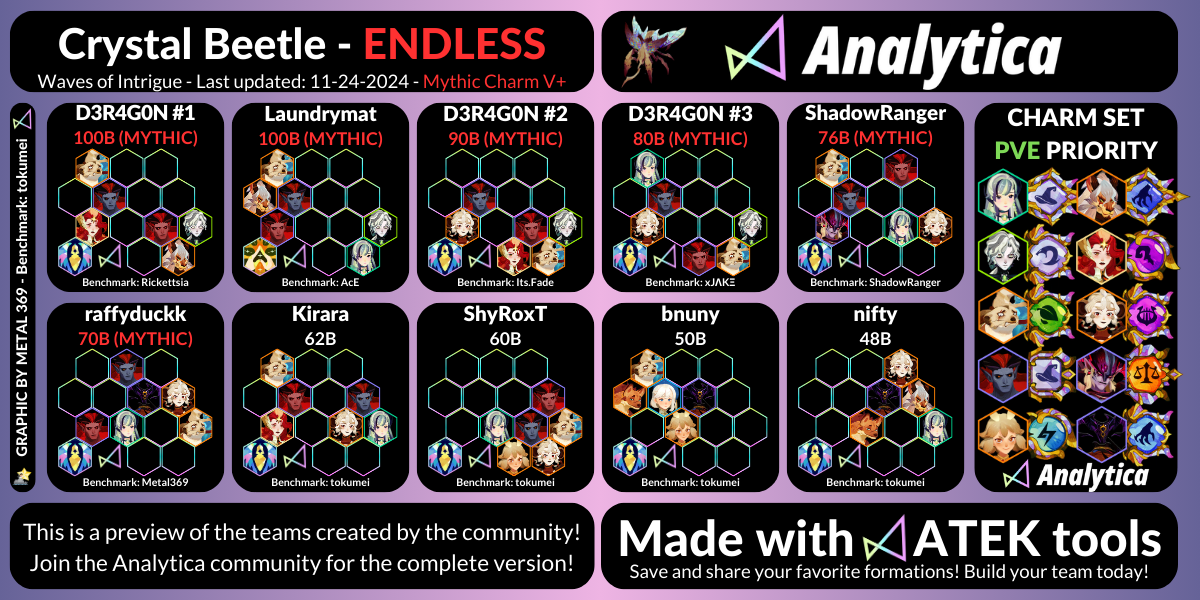 Crystal Beetle - ENDLESS
Waves of Intrigue - Last updated: 11-24-2024 - Mythic Charm V+
Analytica
GRAPHIC BY METAL 369 - Benchmark: tokumei
D3R4G0N #1
100B (MYTHIC)
Benchmark: Rickettsia
Laundrymat
100B (MYTHIC)
Benchmark: AcE
D3R4G0N #2
90B (MYTHIC)
Benchmark: Its.Fade
D3R4G0N #3
80B (MYTHIC)
Benchmark: xJΛKΞ
ShadowRanger
76B (MYTHIC)
Benchmark: ShadowRanger
CHARM SET
PVE PRIORITY
Analytica
raffyduckk
70B (MYTHIC)
Benchmark: Metal369
Kirara
62B
Benchmark: tokumei
ShyRoxT
60B
Benchmark: tokumei
bnuny
50B
Benchmark: tokumei
nifty
48B
Benchmark: tokumei
This is a preview of the teams created by the community!
Join the Analytica community for the complete version!
Made with ATEK tools
Save and share your favorite formations! Build your team today!